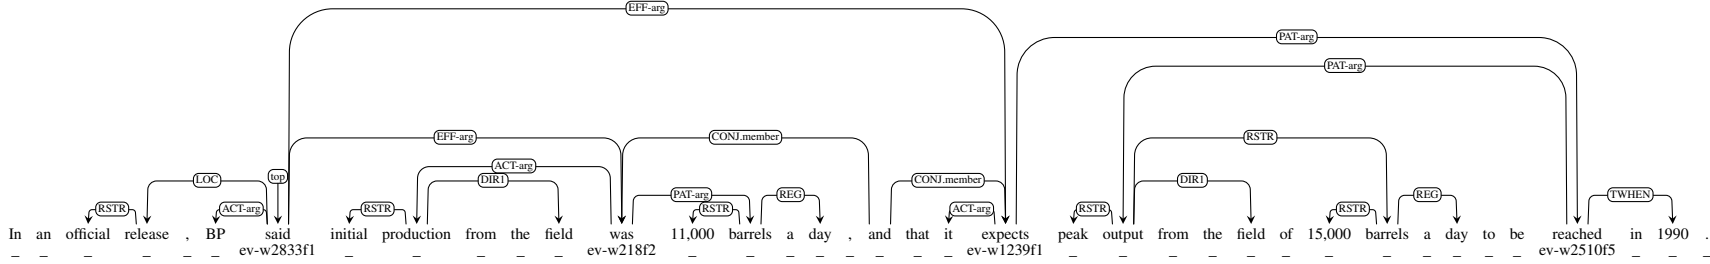 EFF-arg
PAT-arg
PAT-arg
EFF-arg CONJ.member RSTR
ACT-arg
LOC top DIR1 CONJ.member DIR1
PAT-arg REG REG TWHEN
RSTR ACT-arg RSTR RSTR ACT-arg RSTR RSTR
In an official release , BP said initial production from the field was 11,000 barrels a day , and that it expects peak output from the field of 15,000 barrels a day to be reached in 1990 .
_ _ _ _ _ _ ev-w2833f1 _ _ _ _ _ ev-w218f2 _ _ _ _ _ _ _ _ ev-w1239f1 _ _ _ _ _ _ _ _ _ _ _ _ ev-w2510f5 _ _ _